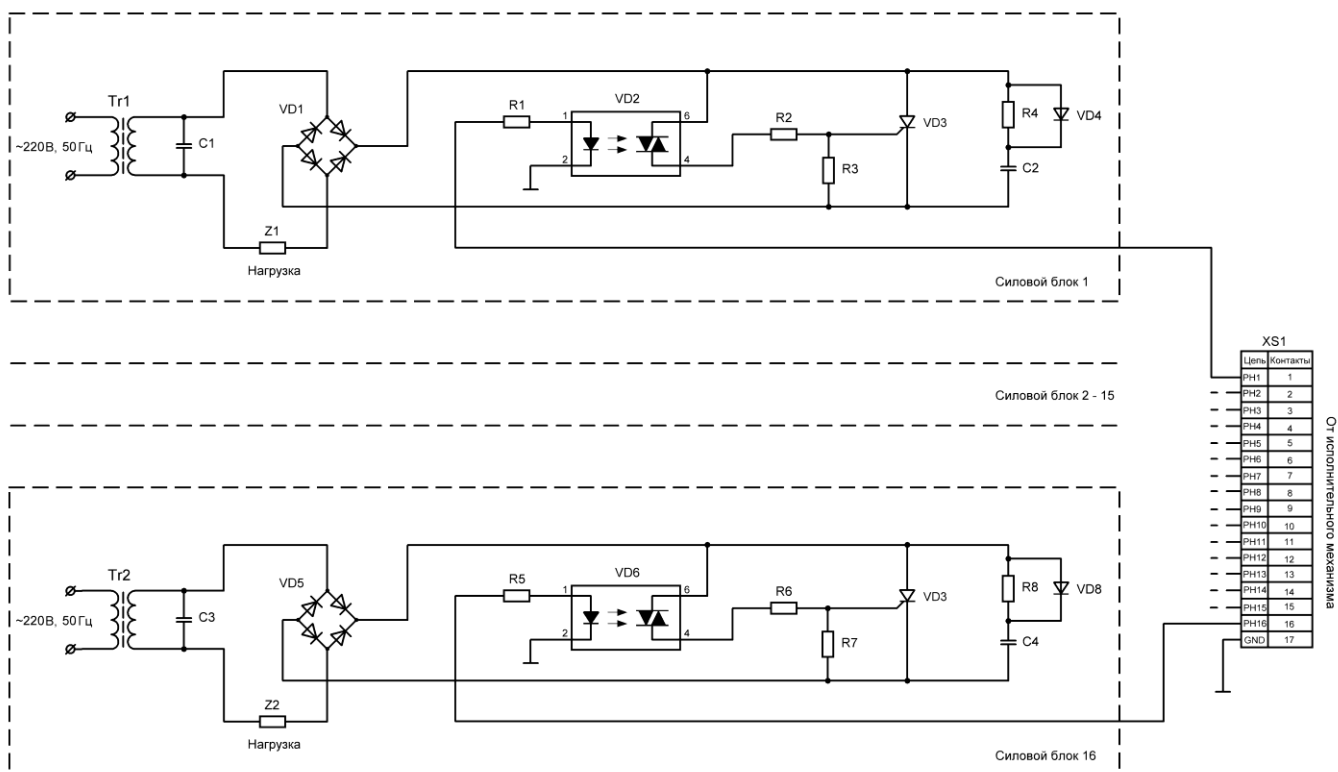 Tr1
~220В, 50Гц
C1
VD1
Z1
Нагрузка
R1
1
2
VD2
6
4
R2
R3
VD3
R4
VD4
C2
Силовой блок 1
Силовой блок 2 - 15
Tr2
~220В, 50Гц
C3
VD5
Z2
Нагрузка
R5
1
2
VD6
6
4
R6
R7
VD3
R8
VD8
C4
Силовой блок 16
XS1
Цепь Контакты
PH1 1
PH2 2
PH3 3
PH4 4
PH5 5
PH6 6
PH7 7
PH8 8
PH9 9
PH10 10
PH11 11
PH12 12
PH13 13
PH14 14
PH15 15
PH16 16
GND 17
От исполнительного механизма